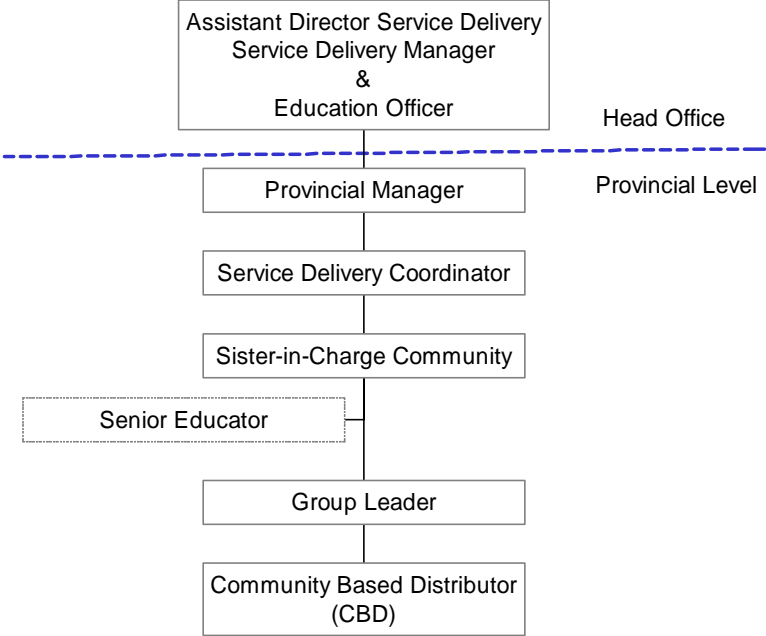 Assistant Director Service Delivery
Service Delivery Manager
&
Education Officer
Head Office
Provincial Level
Provincial Manager
Service Delivery Coordinator
Sister-in-Charge Community
Senior Educator
Group Leader
Community Based Distributor
(CBD)